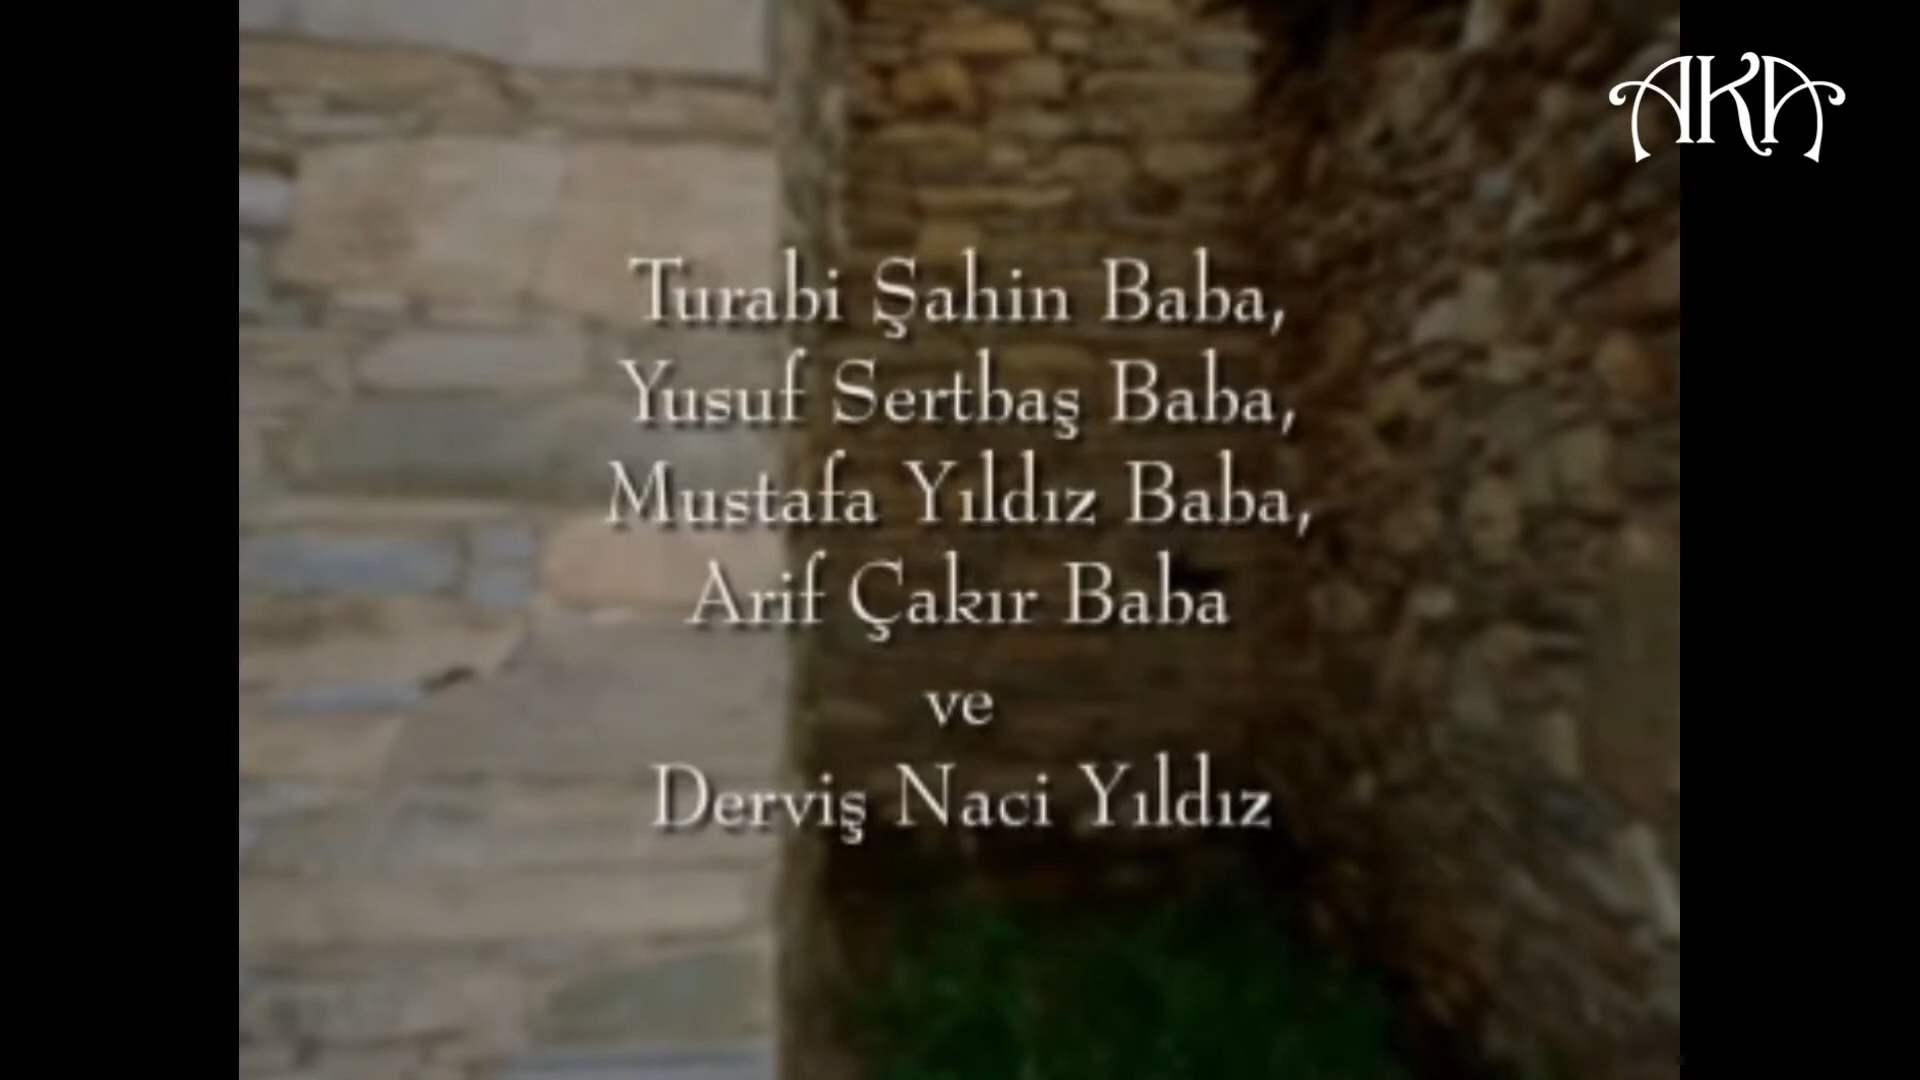 AKA
Turabi Şahin Baba,
Yusuf Sertbaş Baba,
Mustafa Yıldız Baba,
Arif Çakır Baba
ve
Derviş Naci Yıldız